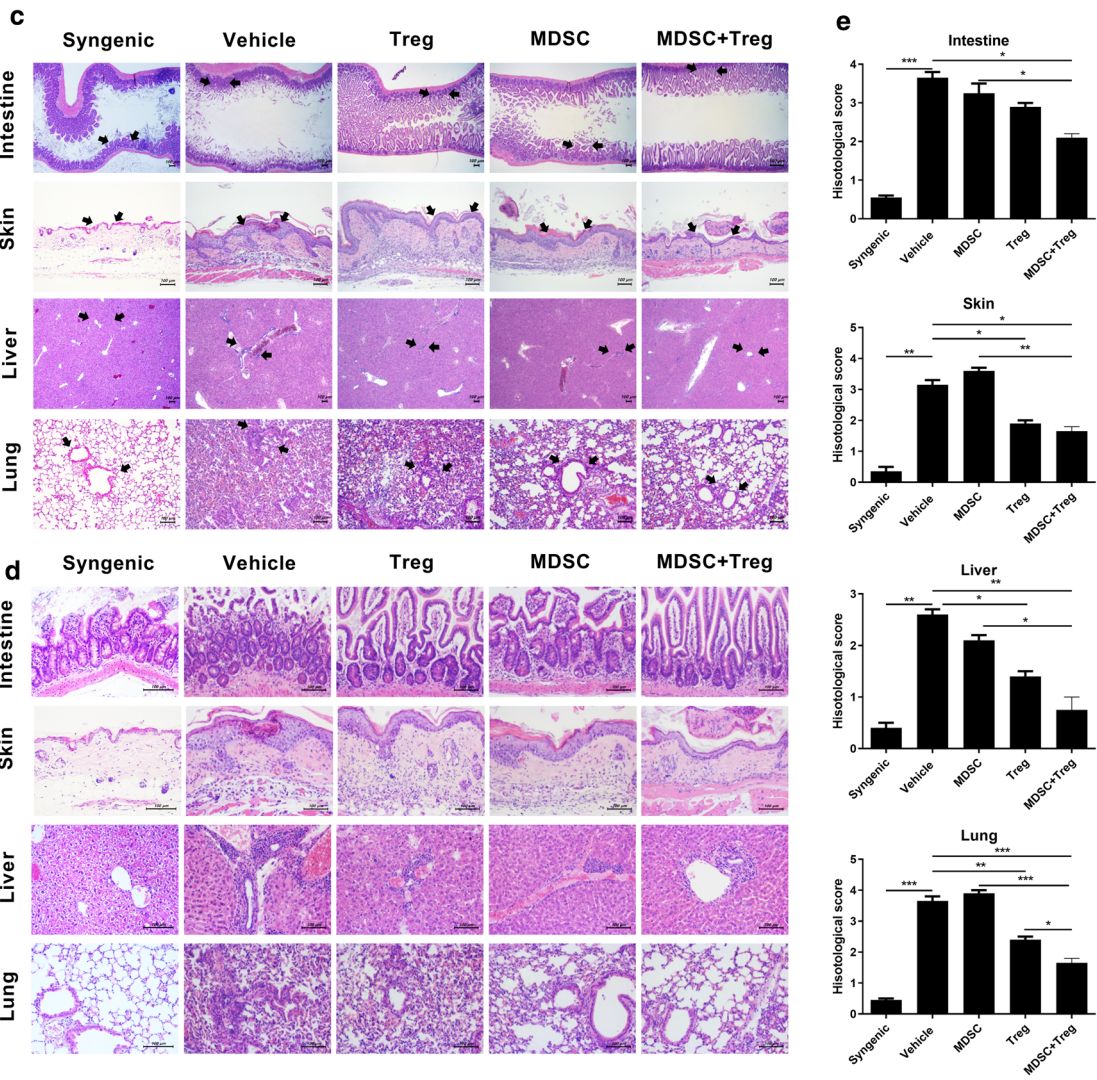 c
Syngenic Vehicle Treg MDSC MDSC+Treg
Intestine
Skin
Liver
Lung
100 µm
d
Syngenic Vehicle Treg MDSC MDSC+Treg
Intestine
Skin
Liver
Lung
100 µm
e
Intestine
*** * *
Hisotological score
4
3
2
1
0
Syngenic Vehicle MDSC Treg MDSC+Treg
Skin
*
*
** **
Hisotological score
5
4
3
2
1
0
Syngenic Vehicle MDSC Treg MDSC+Treg
Liver
**
** *
*
Hisotological score
3
2
1
0
Syngenic Vehicle MDSC Treg MDSC+Treg
Lung
***
**
*** ***
*
Hisotological score
5
4
3
2
1
0
Syngenic Vehicle MDSC Treg MDSC+Treg